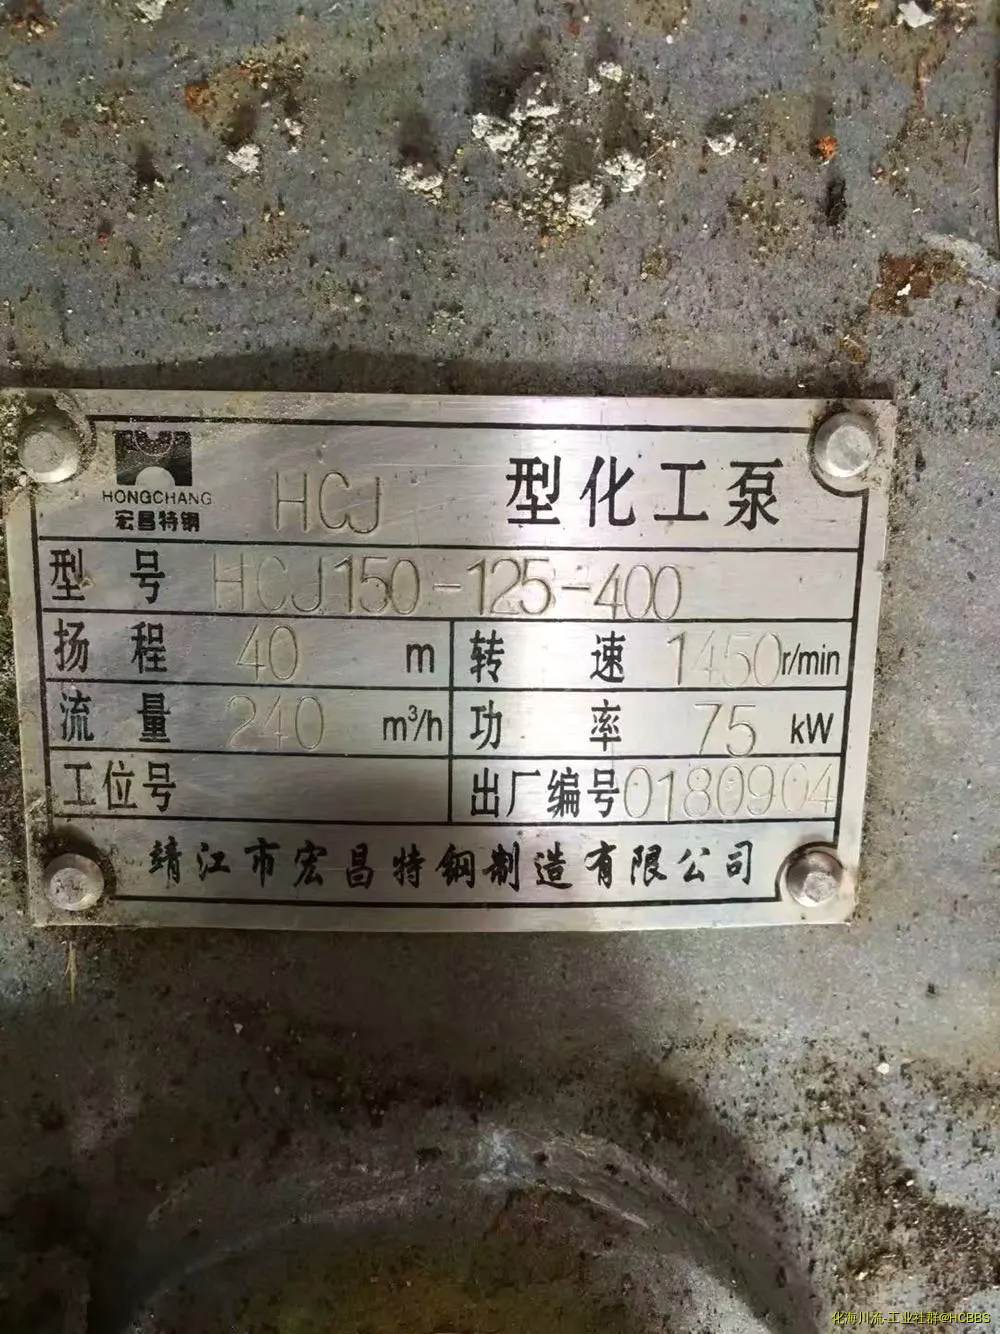 HONGCHANG
宏昌特钢
HCJ 型化工泵
型号 HCJ150-125-400
扬程 40 m 转速 1450 r/min
流量 240 m³/h 功率 75 kW
工位号 出厂编号 0180904
靖江市宏昌特钢制造有限公司
化海川流-工业社群@HCBBS